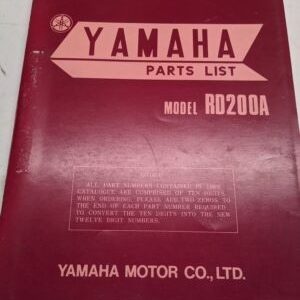 YAMAHA
PARTS LIST
MODEL RD200A
NOTICE
ALL PART NUMBERS CONTAINED IN THIS
CATALOGUE ARE COMPRISED OF TEN DIGITS.
WHEN ORDERING, PLEASE ADD TWO ZEROS TO
THE END OF EACH PART NUMBER REQUIRED
TO CONVERT THE TEN DIGITS INTO THE NEW
TWELVE DIGIT NUMBERS.
YAMAHA MOTOR CO., LTD.